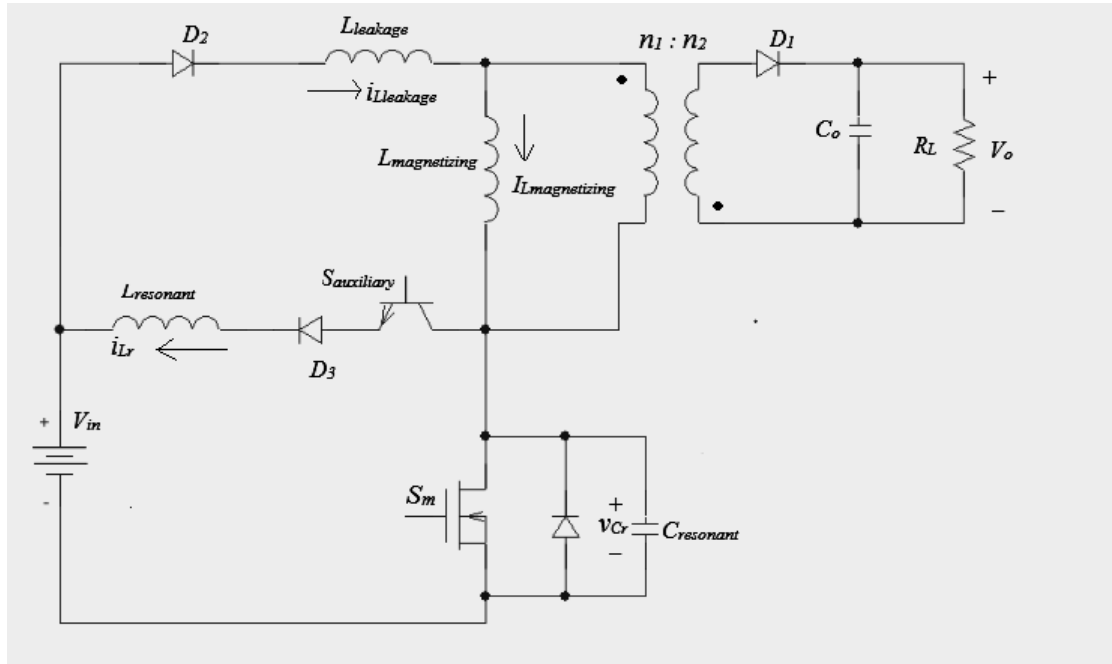 D2
Lleakage
n1 : n2
D1
iLleakage
+
Co
RL
Vo
Lmagnetizing
ILmagnetizing
−
Sauxiliary
Lresonant
iLr
D3
+
Vin
-
Sm
+
vCr
Cresonant
−